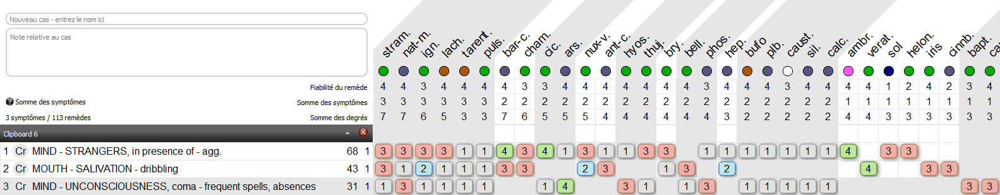 Nouveau cas - entrez le nom ici
Note relative au cas
stram. nat-m. ign. lach. tarent. puls. bar-c. cham. cic. ars. nux-v. ant-c. hyos. thuj. bry. bell. phos. hep. bufo plb. caust. sil. calc. ambr. verat. sol helon. iris cinnb. bapt.
Fiabilité du remède 4 4 3 4 4 4 4 3 3 4 4 4 4 4 4 4 3 4 4 4 3 4 4 4 4 1 2 4 2 3 4
? Somme des symptômes Somme des symptômes 3 3 3 3 3 3 2 2 2 2 2 2 2 2 2 2 2 2 2 2 2 2 2 1 1 1 1 1 1 1 1
3 symptômes / 113 remèdes Somme des degrés 7 7 6 5 3 3 7 6 5 5 5 4 4 4 4 4 4 3 2 2 2 2 2 4 4 3 3 3 3 3 3
Clipboard 6
1 Cr MIND - STRANGERS, in presence of - agg. 68 1 3 3 3 3 1 1 4 3 4 1 3 1 1 3 3 1 1 1 1 1 1 1 4 3 3
2 Cr MOUTH - SALIVATION - dribbling 43 1 3 1 2 1 1 1 3 3 2 3 1 3 2 4 3 3
3 Cr MIND - UNCONSCIOUSNESS, coma - frequent spells, absences 31 1 1 3 1 1 1 1 1 4 3 1 1 3 1 1 1 1 1 3 3